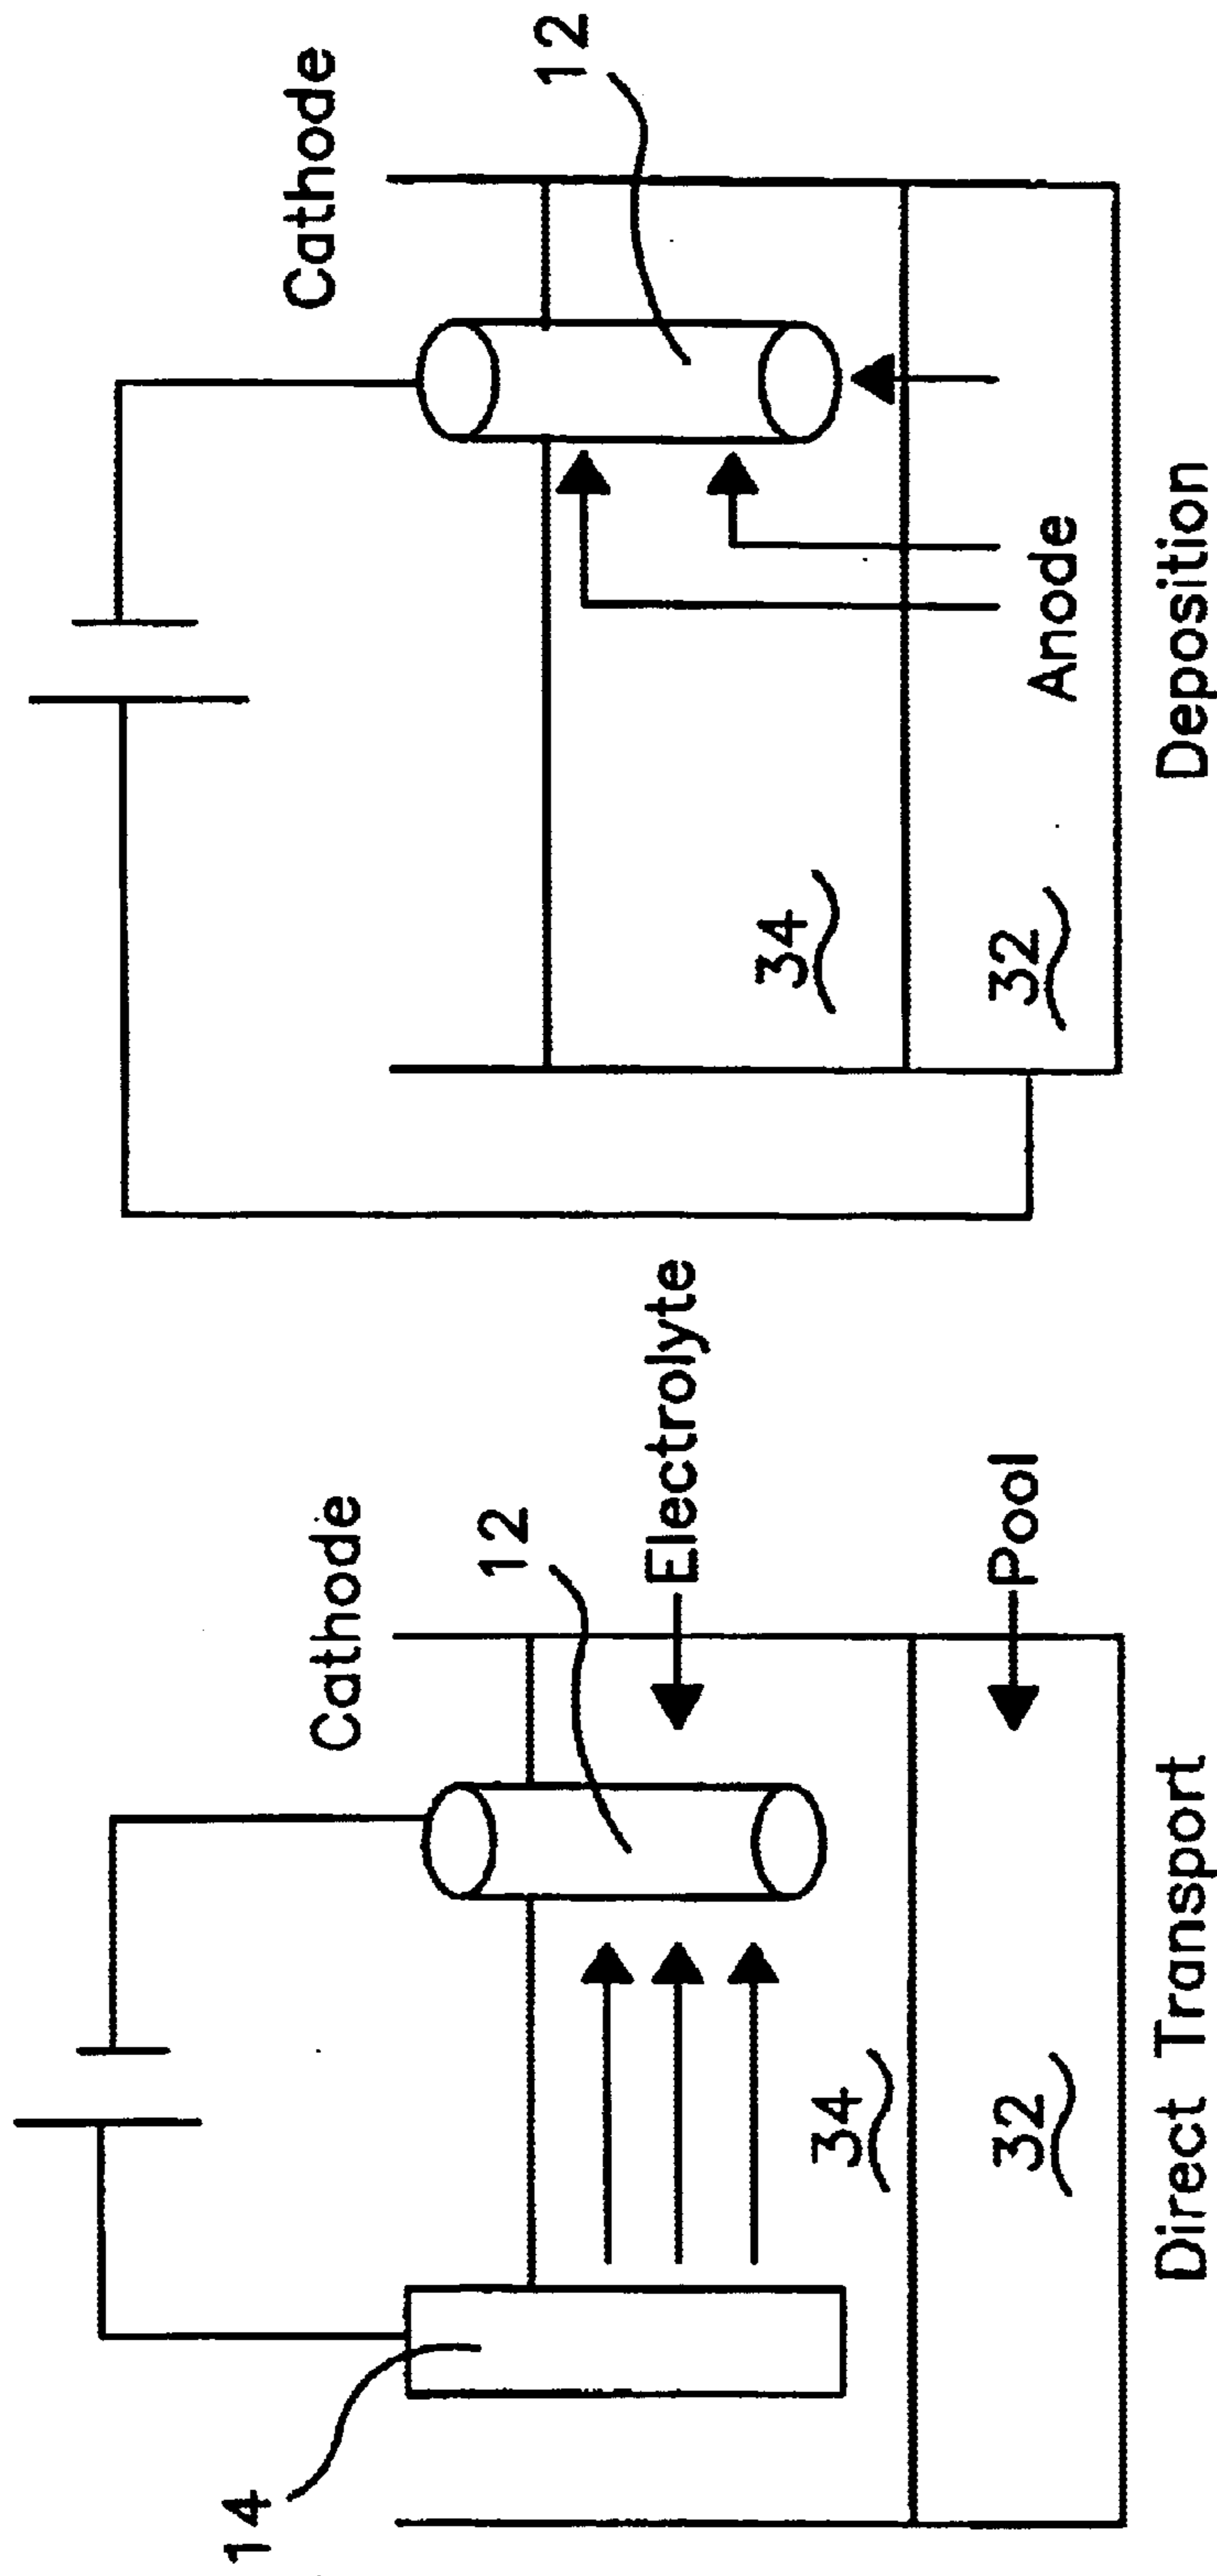 Cathode
12
14
Electrolyte
34
Pool
32
Direct Transport
Cathode
12
34
32
Anode
Deposition